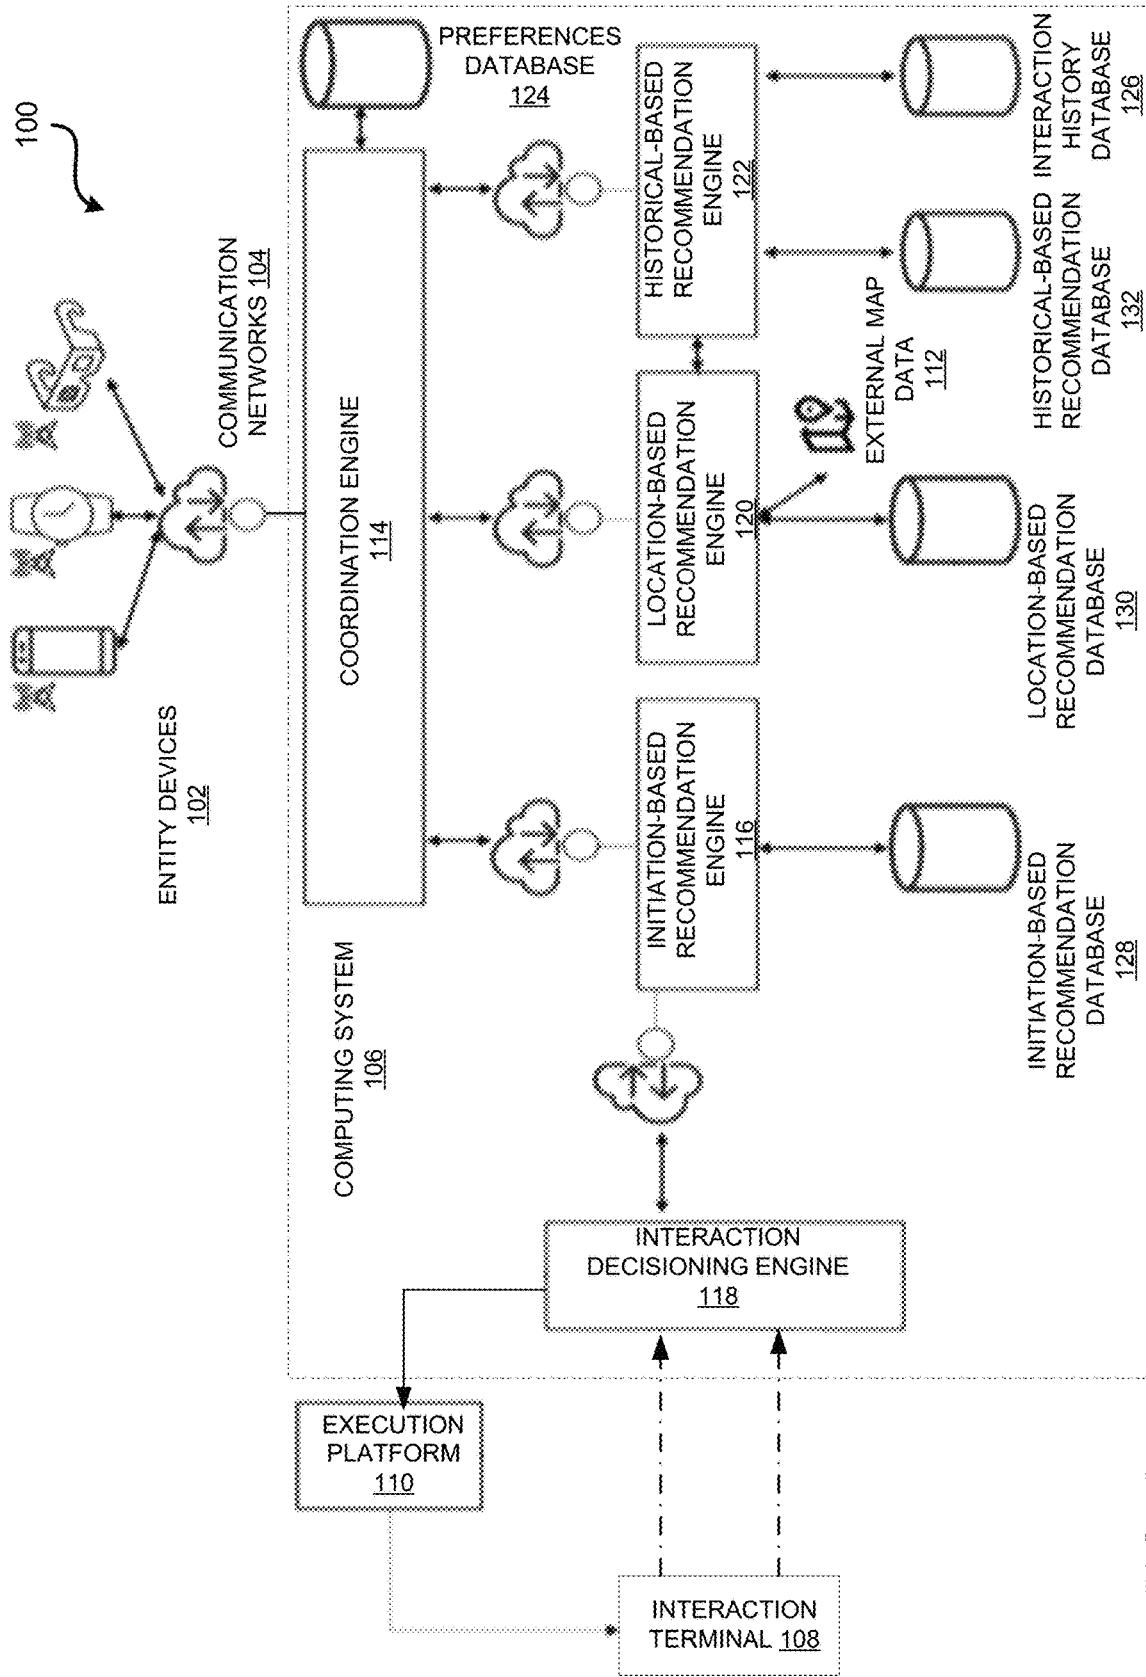 100
ENTITY DEVICES
102
COMMUNICATION
NETWORKS 104
COMPUTING SYSTEM
106
COORDINATION ENGINE
114
PREFERENCES
DATABASE
124
EXECUTION
PLATFORM
110
INTERACTION
DECISIONING ENGINE
118
INTERACTION
TERMINAL 108
INITIATION-BASED
RECOMMENDATION
ENGINE
116
LOCATION-BASED
RECOMMENDATION
ENGINE
120
HISTORICAL-BASED
RECOMMENDATION
ENGINE
122
EXTERNAL MAP
DATA
112
INITIATION-BASED
RECOMMENDATION
DATABASE
128
LOCATION-BASED
RECOMMENDATION
DATABASE
130
HISTORICAL-BASED
RECOMMENDATION
DATABASE
132
INTERACTION
HISTORY
DATABASE
126